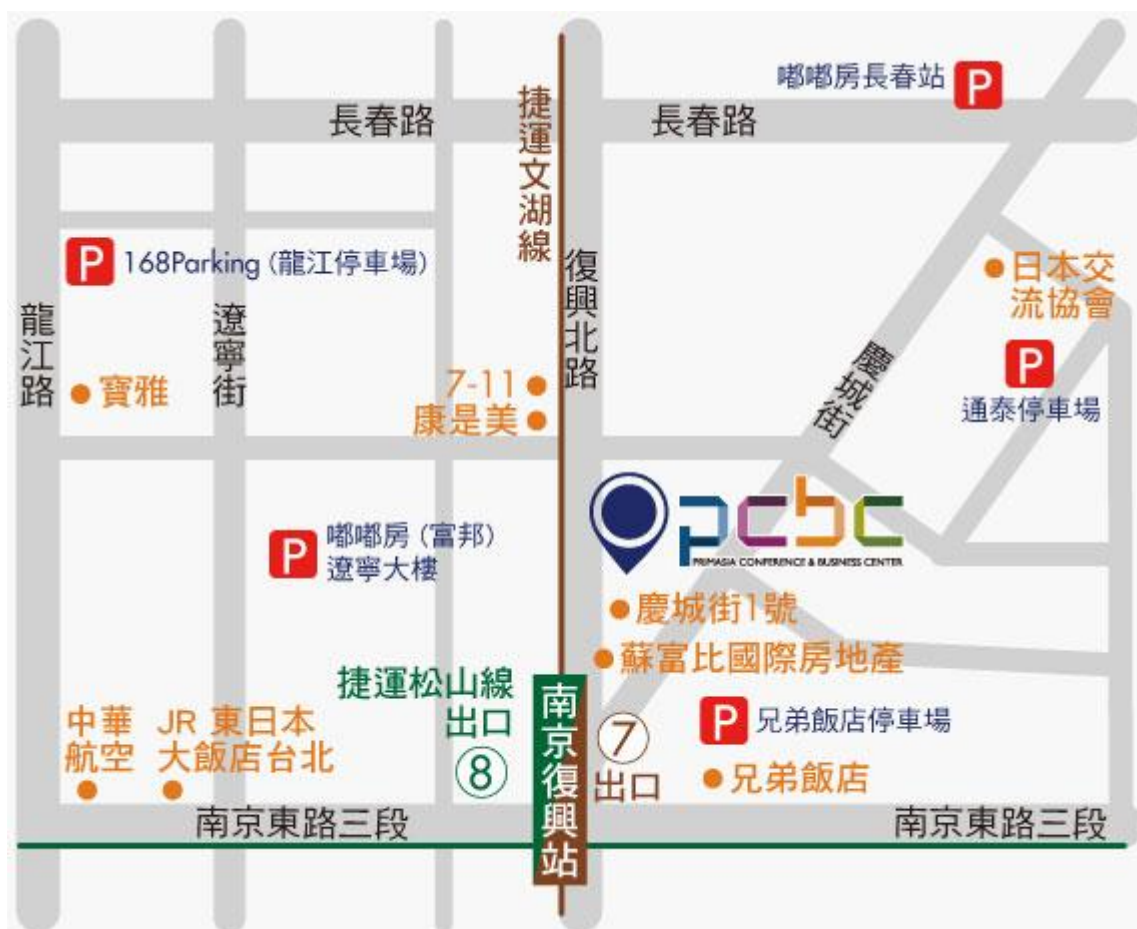 嘟嘟房長春站
P
長春路
長春路
捷運文湖線
復興北路
P
168Parking (龍江停車場)
日本交
流協會
龍江路
遼寧街
慶城街
P
通泰停車場
寶雅
7-11
康是美
pcbc
PRIMASIA CONFERENCE & BUSINESS CENTER
P
嘟嘟房 (富邦)
遼寧大樓
慶城街1號
蘇富比國際房地產
捷運松山線
出口
8
南京復興站
7
出口
P
兄弟飯店停車場
兄弟飯店
中華
航空
JR 東日本
大飯店台北
南京東路三段
南京東路三段